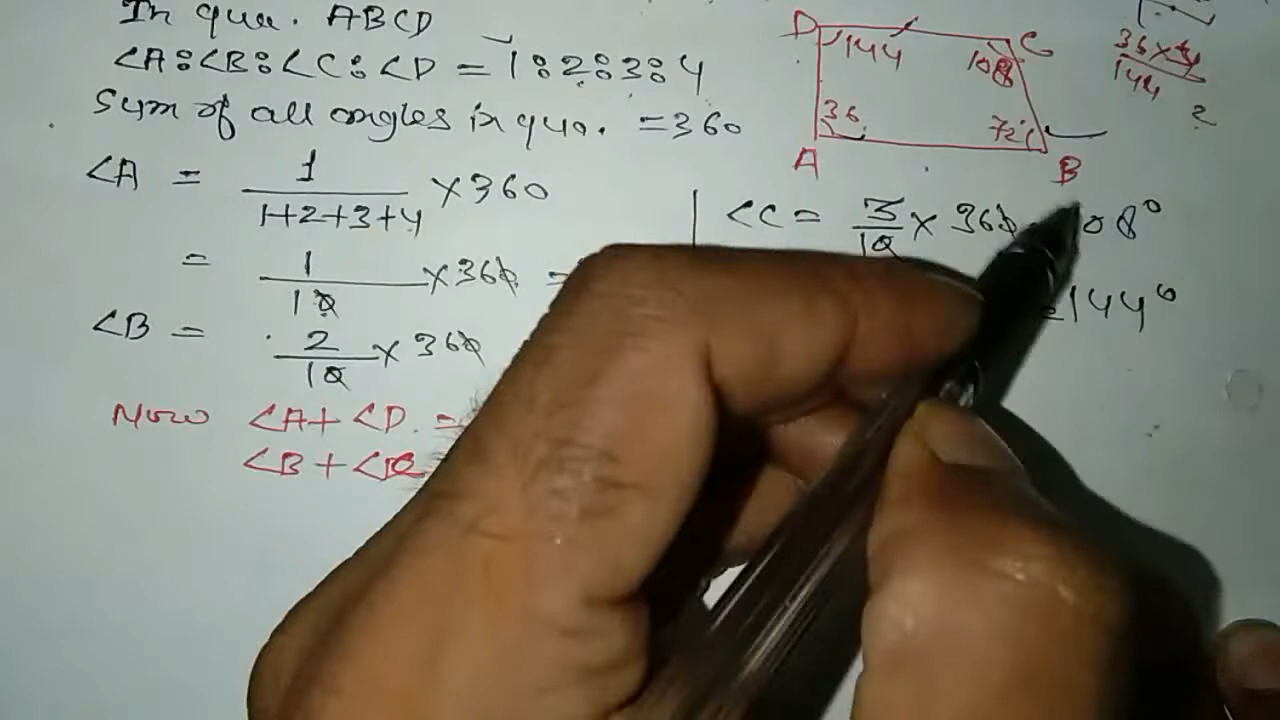 In qua. ABCD
<A:<B:<C:<D = 1:2:3:4
Sum of all angles in qua. = 360
<A = 1/1+2+3+4 × 360
= 1/10 × 360 =
<B = 2/10 × 360
Now <A + <D =
<B + <C
<C = 3/10 × 360 108°
=144°
D 144 C 108
36 72°
A B
36×4
144
2